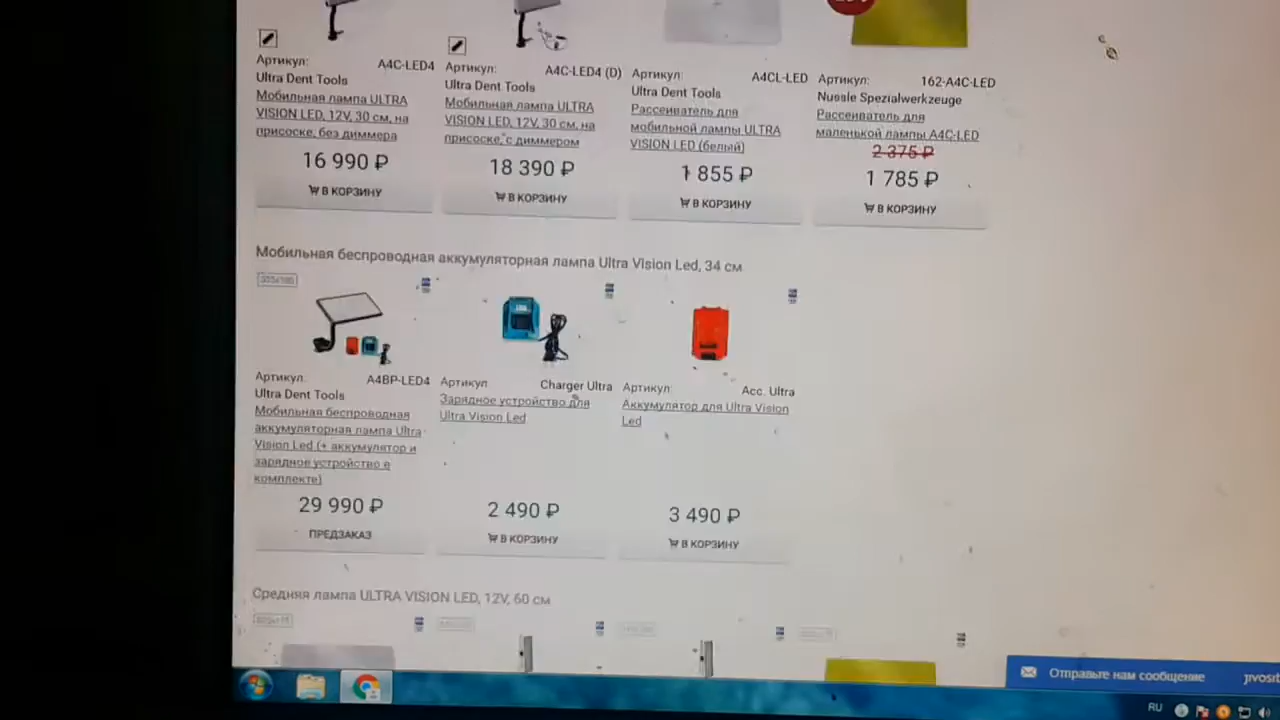 Артикул: A4C-LED4
Ultra Dent Tools
Мобильная лампа ULTRA
VISION LED, 12V, 30 см, на
присоске, без диммера
16 990 ₽
В КОРЗИНУ
Артикул: A4C-LED4 (D)
Ultra Dent Tools
Мобильная лампа ULTRA
VISION LED, 12V, 30 см, на
присоске, с диммером
18 390 ₽
В КОРЗИНУ
Артикул: A4CL-LED
Ultra Dent Tools
Рассеиватель для
мобильной лампы ULTRA
VISION LED (белый)
1 855 ₽
В КОРЗИНУ
Артикул: 162-A4C-LED
Nussle Spezialwerkzeuge
Рассеиватель для
маленькой лампы A4C-LED
2 375 ₽
1 785 ₽
В КОРЗИНУ
Мобильная беспроводная аккумуляторная лампа Ultra Vision Led, 34 см
Артикул: A4BP-LED4
Ultra Dent Tools
Мобильная беспроводная
аккумуляторная лампа Ultra
Vision Led (+ аккумулятор и
зарядное устройство в
комплекте)
29 990 ₽
ПРЕДЗАКАЗ
Артикул: Charger Ultra
Зарядное устройство для
Ultra Vision Led
2 490 ₽
В КОРЗИНУ
Артикул: Acc. Ultra
Аккумулятор для Ultra Vision
Led
3 490 ₽
В КОРЗИНУ
Средняя лампа ULTRA VISION LED, 12V, 60 см
Отправьте нам сообщение
jivosit
RU